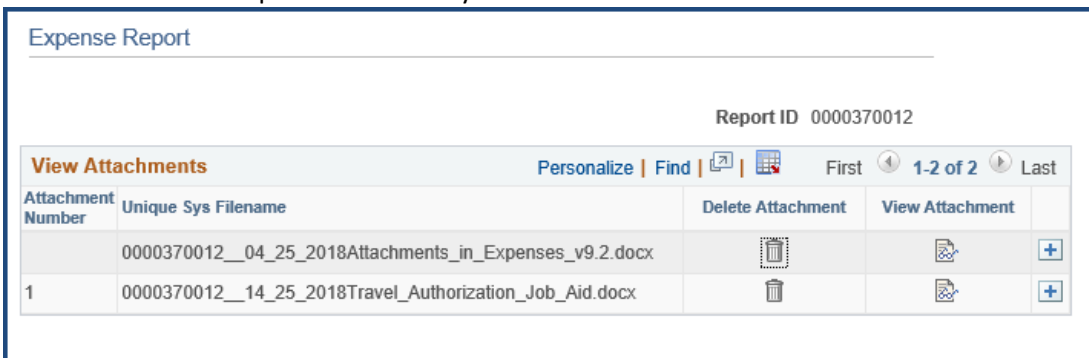 Expense Report
Report ID 0000370012
View Attachments Personalize | Find | | First 1-2 of 2 Last
Attachment Number Unique Sys Filename Delete Attachment View Attachment
0000370012__04_25_2018Attachments_in_Expenses_v9.2.docx
1 0000370012__14_25_2018Travel_Authorization_Job_Aid.docx